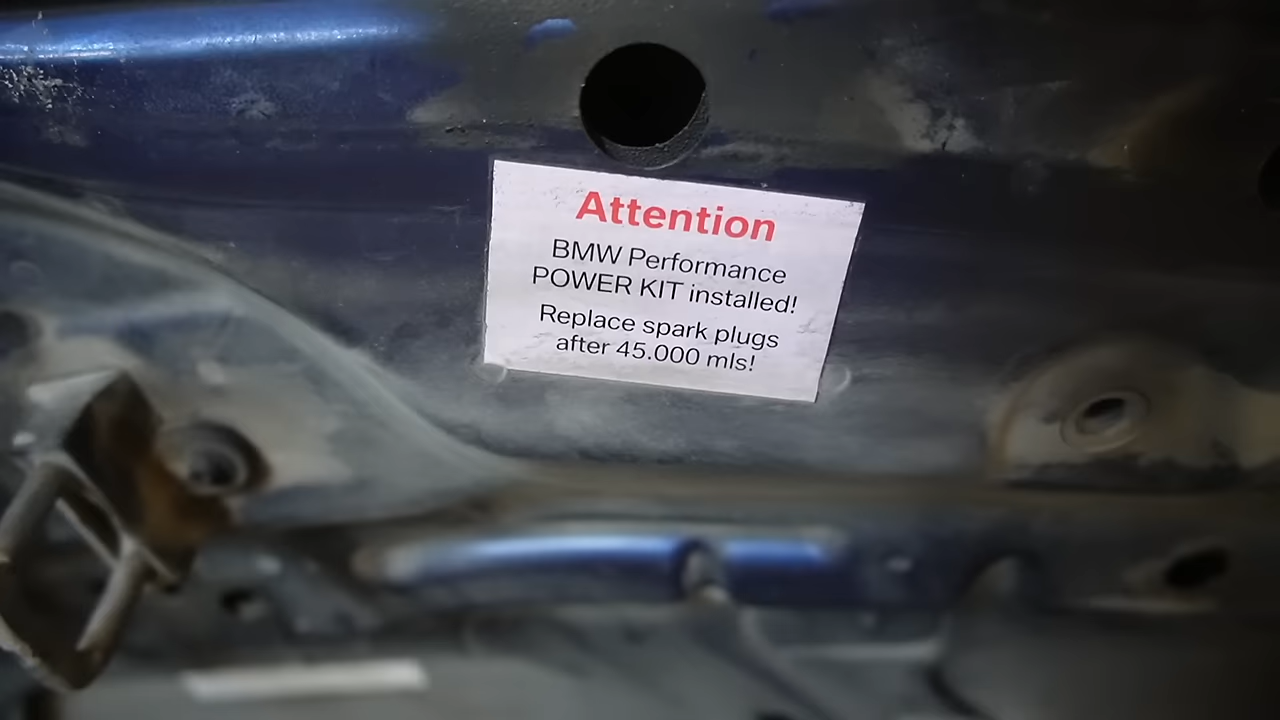 Attention
BMW Performance
POWER KIT installed!
Replace spark plugs
after 45.000 mls!